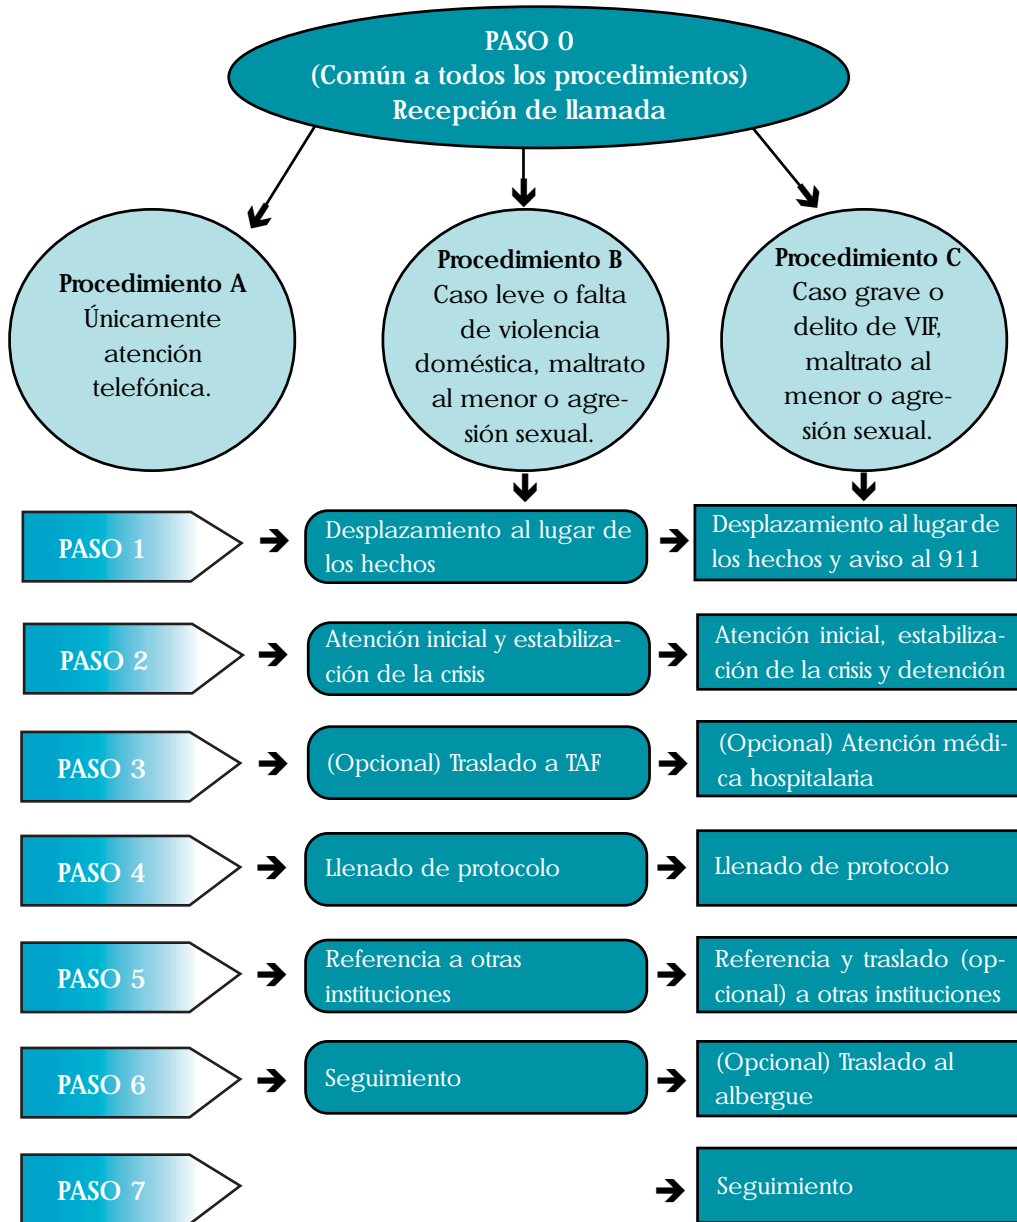 PASO 0
(Común a todos los procedimientos)
Recepción de llamada
Procedimiento A
Únicamente
atención
telefónica.
Procedimiento B
Caso leve o falta
de violencia
doméstica, maltrato
al menor o agre-
sión sexual.
Procedimiento C
Caso grave o
delito de VIF,
maltrato al
menor o agre-
sión sexual.
PASO 1
Desplazamiento al lugar de
los hechos
Desplazamiento al lugar de
los hechos y aviso al 911
PASO 2
Atención inicial y estabiliza-
ción de la crisis
Atención inicial, estabiliza-
ción de la crisis y detención
PASO 3
(Opcional) Traslado a TAF
(Opcional) Atención médi-
ca hospitalaria
PASO 4
Llenado de protocolo
Llenado de protocolo
PASO 5
Referencia a otras
instituciones
Referencia y traslado (op-
cional) a otras instituciones
PASO 6
Seguimiento
(Opcional) Traslado al
albergue
PASO 7
Seguimiento